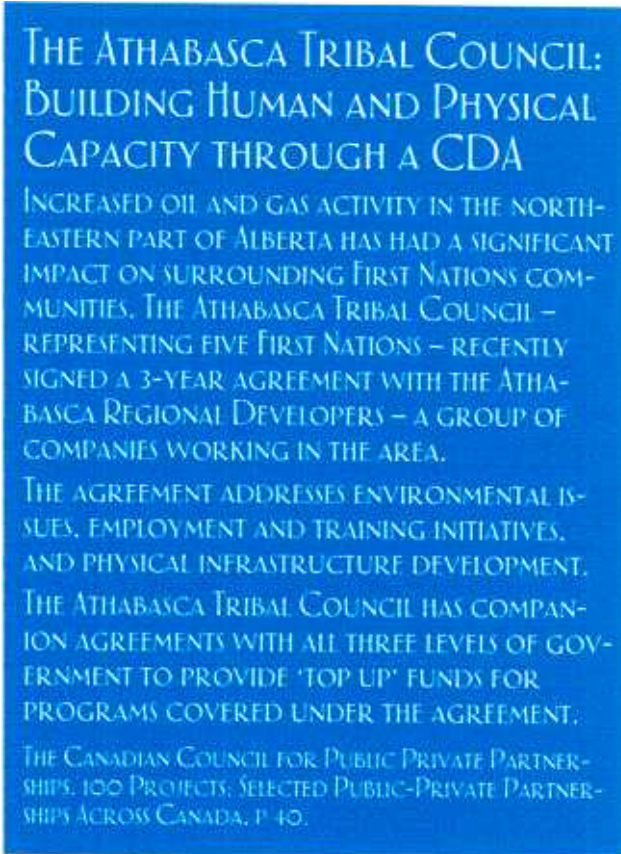 The Athabasca Tribal Council:
Building Human and Physical
Capacity through a CDA
Increased oil and gas activity in the north-
eastern part of Alberta has had a significant
impact on surrounding First Nations com-
munities. The Athabasca Tribal Council –
representing five First Nations – recently
signed a 3-year agreement with the Atha-
basca Regional Developers – a group of
companies working in the area.
The agreement addresses environmental is-
sues, employment and training initiatives,
and physical infrastructure development.
The Athabasca Tribal Council has compan-
ion agreements with all three levels of gov-
ernment to provide 'top up' funds for
programs covered under the agreement.
The Canadian Council for Public Private Partner-
ships. 100 Projects: Selected Public-Private Partner-
ships Across Canada. p 40.